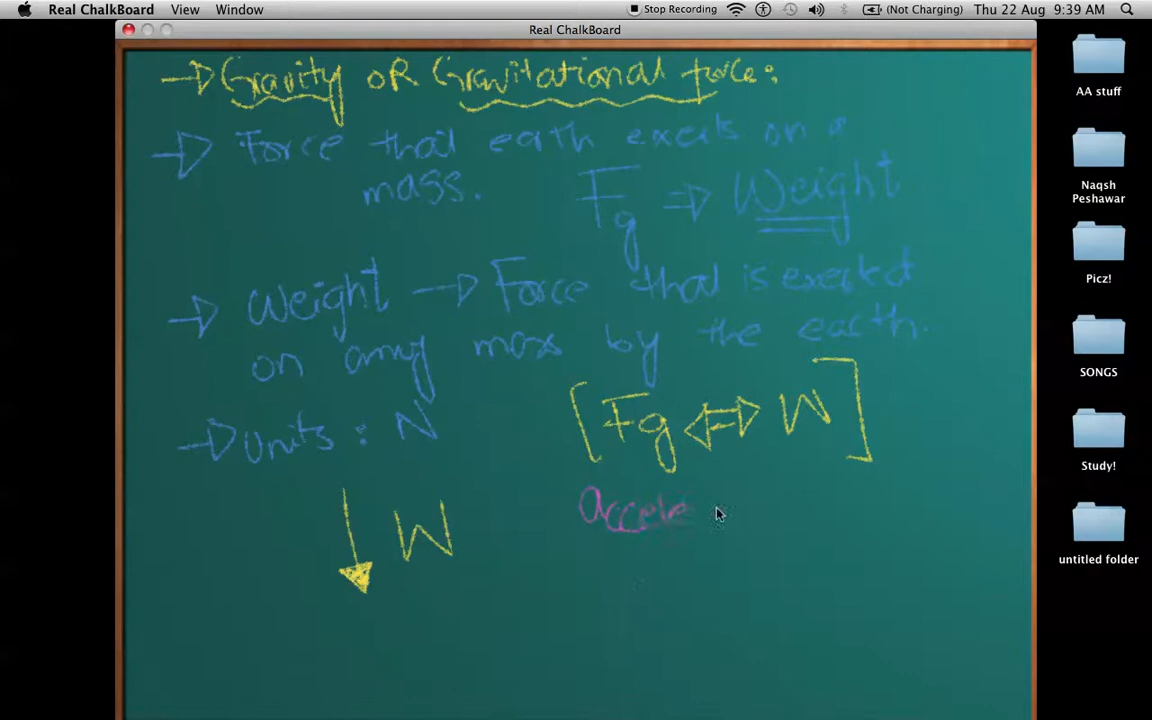 Real ChalkBoard View Window Stop Recording (Not Charging) Thu 22 Aug 9:39 AM
Real ChalkBoard
→ Gravity OR Gravitational force:
→ Force that earth exerts on a
mass. Fg ⇒ Weight
→ Weight → Force that is exerted
on any mass by the earth.
→ Units : N [Fg ⇔ W]
↓ W
accele
AA stuff
Naqsh
Peshawar
Picz!
SONGS
Study!
untitled folder